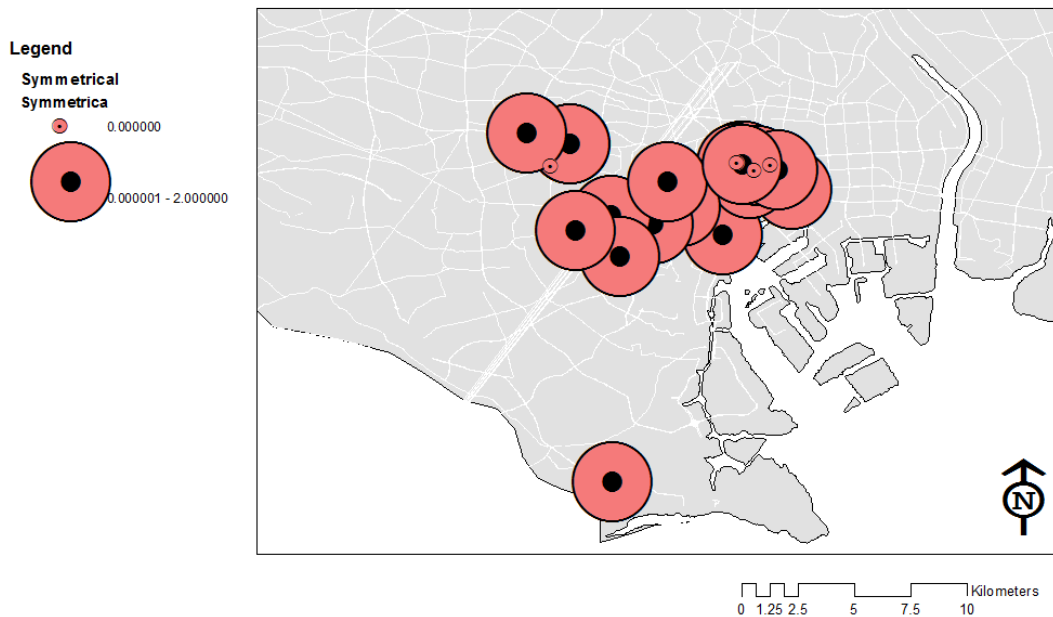 Legend
Symmetrical
Symmetrica
0.000000
0.000001 - 2.000000
N
Kilometers
0 1.25 2.5 5 7.5 10